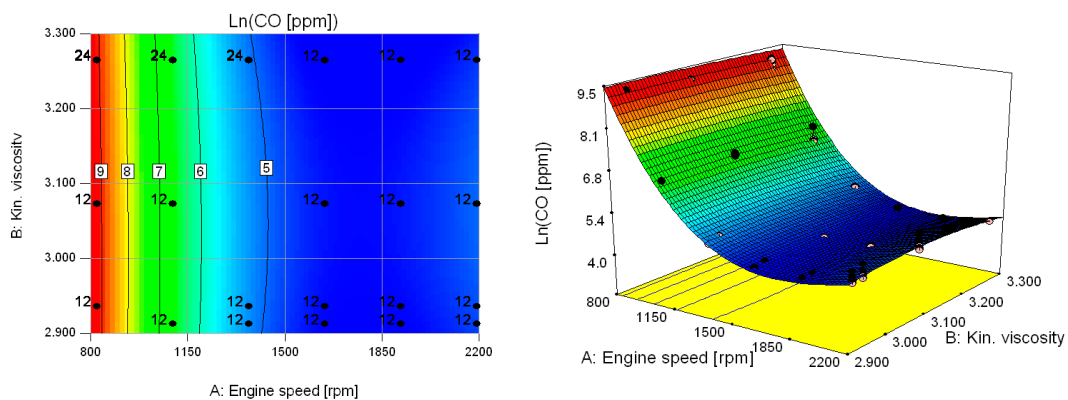 Ln(CO [ppm])
3.300
24 24 24 12 12 12
3.200
B: Kin. viscosity
9 8 7 6 5
3.100
12 12 12 12 12
3.000
12 12 12 12 12
12 12 12 12 12
2.900
800 1150 1500 1850 2200
A: Engine speed [rpm]
9.5
8.1
6.8
5.4
4.0
Ln(CO [ppm])
800
1150
1500
1850
2200
A: Engine speed [rpm]
3.300
3.200
3.100
3.000
2.900
B: Kin. viscosity